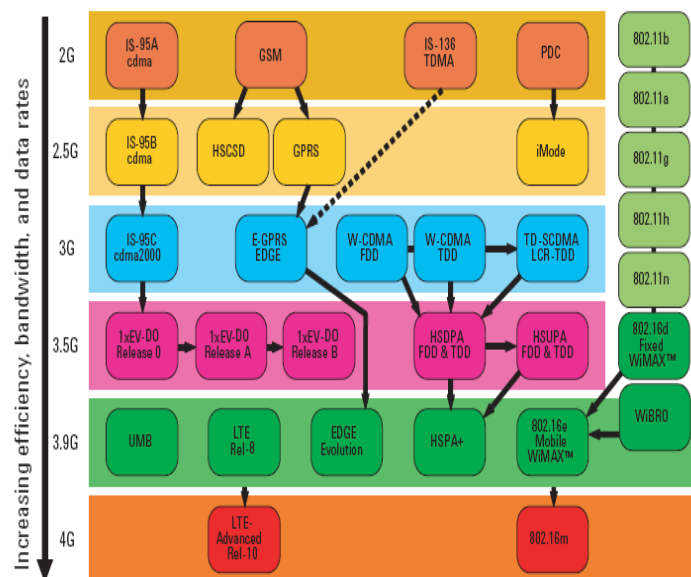 Increasing efficiency, bandwidth, and data rates
2G
IS-95A
cdma
GSM
IS-136
TDMA
PDC
802.11b
802.11a
2.5G
IS-95B
cdma
HSCSD
GPRS
iMode
802.11g
802.11h
3G
IS-95C
cdma2000
E-GPRS
EDGE
W-CDMA
FDD
W-CDMA
TDD
TD-SCDMA
LCR-TDD
802.11n
3.5G
1xEV-DO
Release 0
1xEV-DO
Release A
1xEV-DO
Release B
HSDPA
FDD & TDD
HSUPA
FDD & TDD
802.16d
Fixed
WiMAX™
3.9G
UMB
LTE
Rel-8
EDGE
Evolution
HSPA+
802.16e
Mobile
WiMAX™
WiBRO
4G
LTE-
Advanced
Rel-10
802.16m